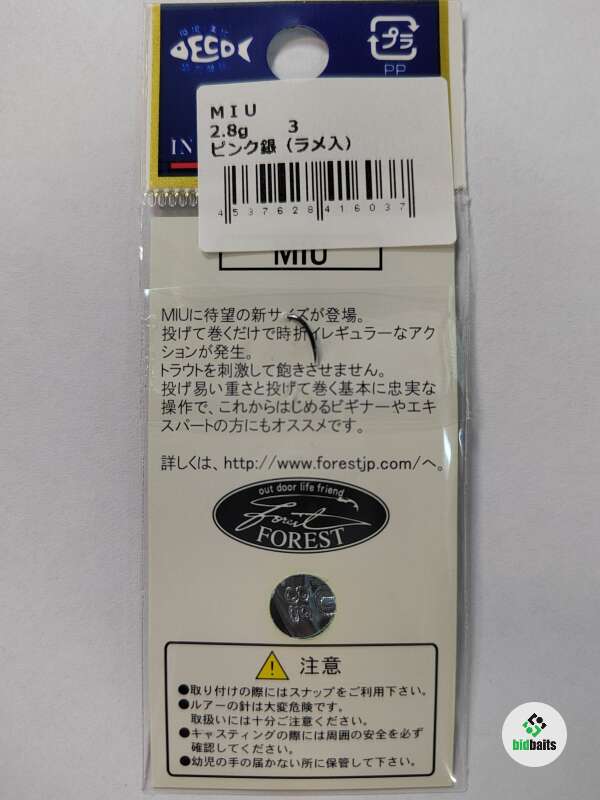 ECO
プラ
PP
IN
MIU
2.8g 3
ピンク銀（ラメ入）
4 537628 416037
MIU
MIUに待望の新サイズが登場。
投げて巻くだけで時折イレギュラーなアク
ションが発生。
トラウトを刺激して飽きさせません。
投げ易い重さと投げて巻く基本に忠実な
操作で、これからはじめるビギナーやエキ
スパートの方にもオススメです。
詳しくは、http://www.forestjp.com/へ。
out door life friend
Forest
FOREST
注意
●取り付けの際にはスナップをご利用下さい。
●ルアーの針は大変危険です。
取扱いには十分ご注意ください。
●キャスティングの際には周囲の安全を必ず
確認してください。
●幼児の手の届かない所に保管して下さい。
bidbaits